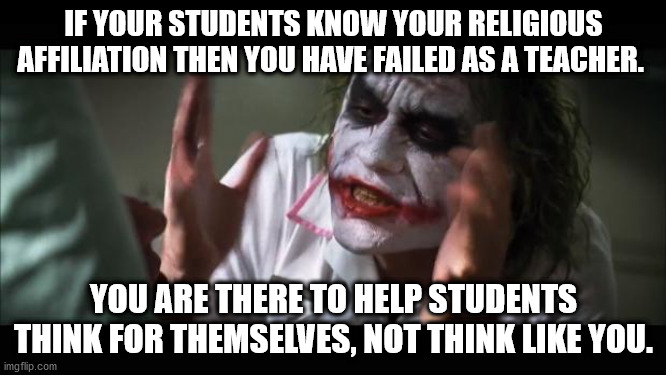 IF YOUR STUDENTS KNOW YOUR RELIGIOUS
AFFILIATION THEN YOU HAVE FAILED AS A TEACHER.
YOU ARE THERE TO HELP STUDENTS
THINK FOR THEMSELVES, NOT THINK LIKE YOU.
imgflip.com